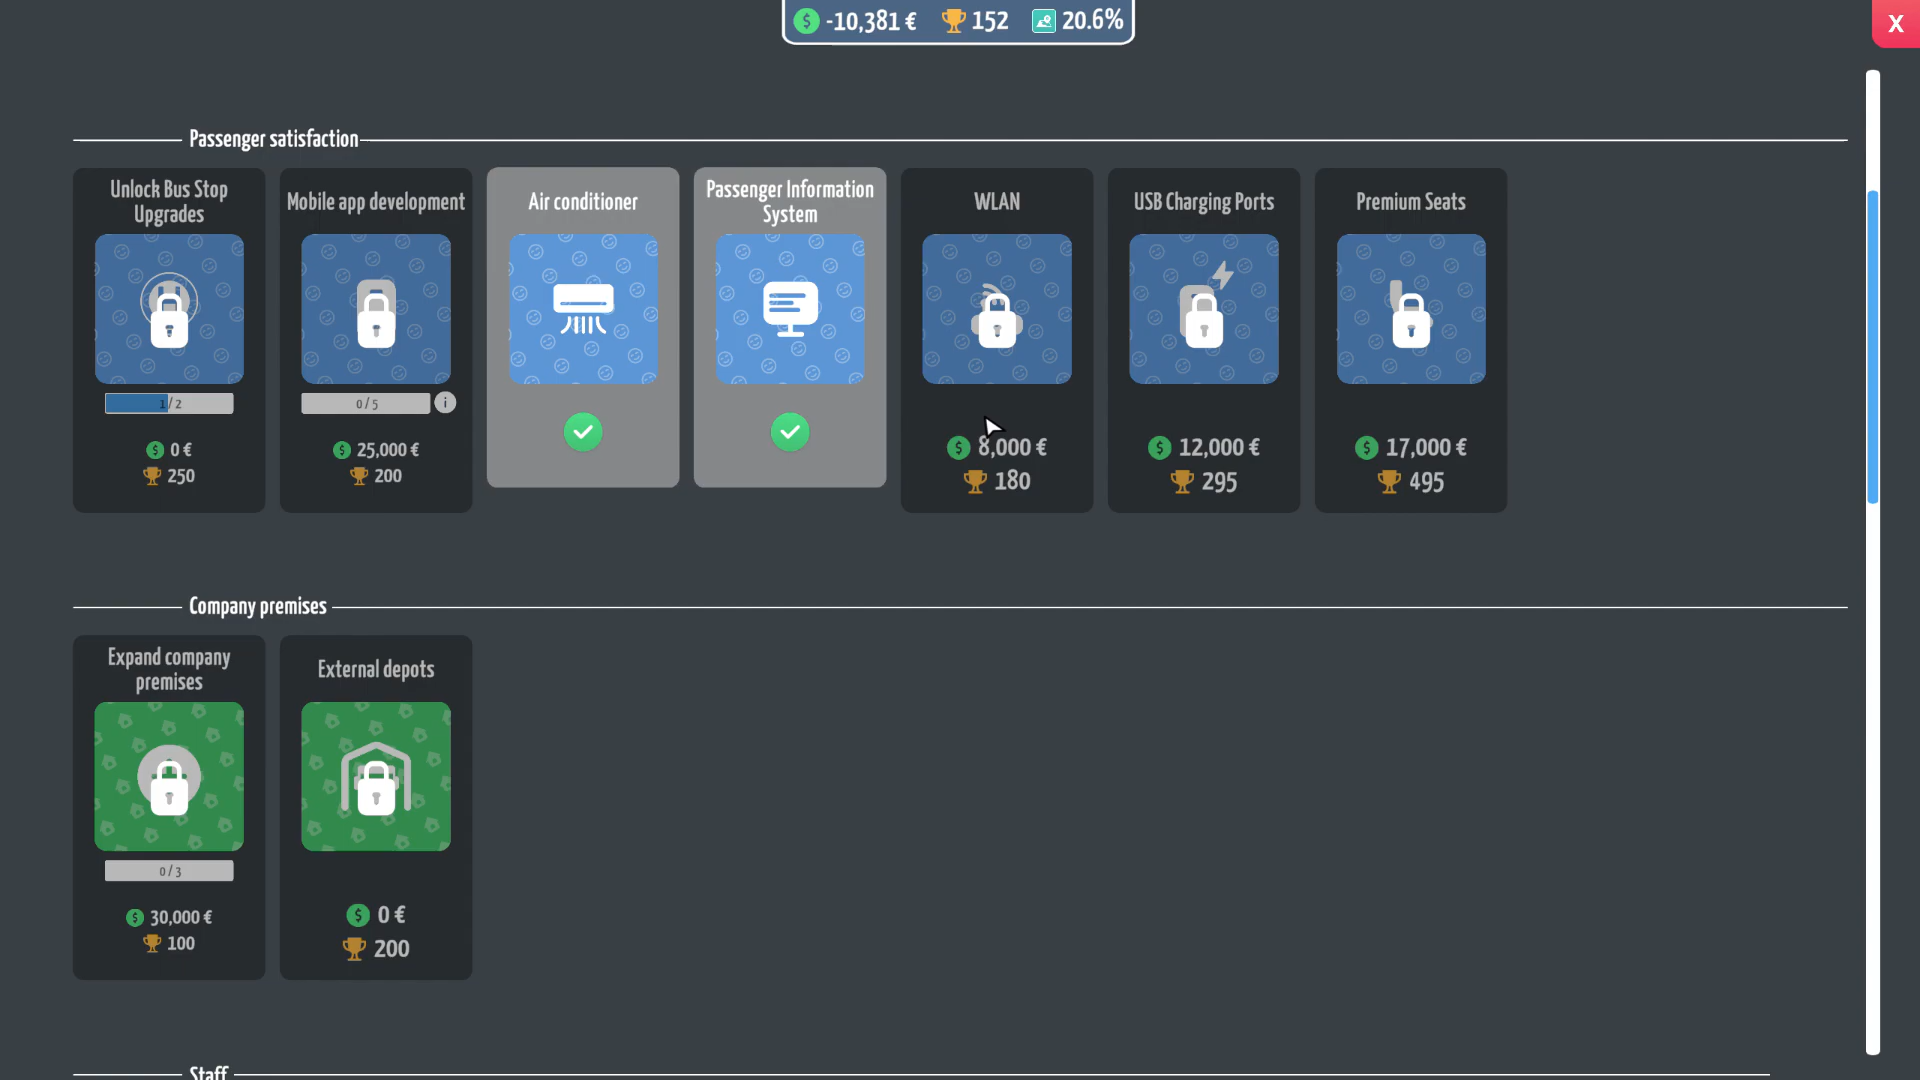 -10,381 € 152 20.6%
X
Passenger satisfaction
Unlock Bus Stop
Upgrades
Mobile app development
Air conditioner
Passenger Information
System
WLAN
USB Charging Ports
Premium Seats
1 / 2
0 / 5
i
$ 0 €
250
$ 25,000 €
200
$ 8,000 €
180
$ 12,000 €
295
$ 17,000 €
495
Company premises
Expand company
premises
External depots
0 / 3
$ 30,000 €
100
$ 0 €
200
Staff